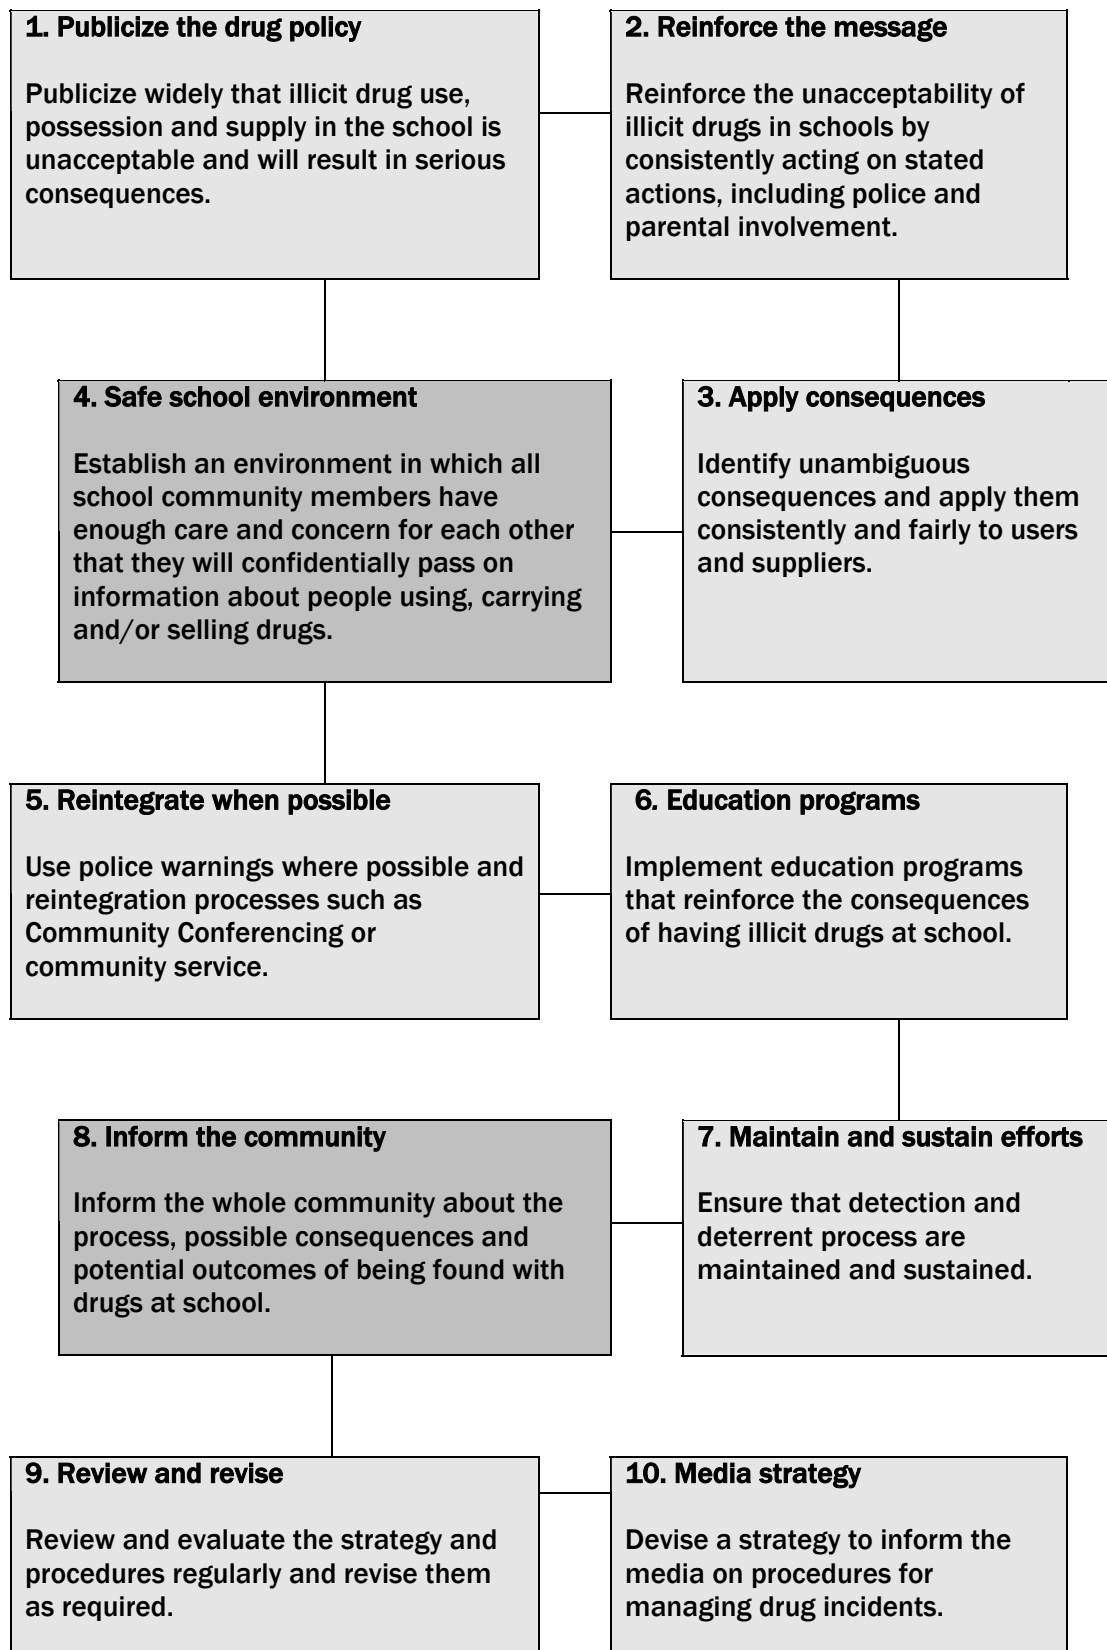 1. Publicize the drug policy
Publicize widely that illicit drug use,
possession and supply in the school is
unacceptable and will result in serious
consequences.
2. Reinforce the message
Reinforce the unacceptability of
illicit drugs in schools by
consistently acting on stated
actions, including police and
parental involvement.
4. Safe school environment
Establish an environment in which all
school community members have
enough care and concern for each other
that they will confidentially pass on
information about people using, carrying
and/or selling drugs.
3. Apply consequences
Identify unambiguous
consequences and apply them
consistently and fairly to users
and suppliers.
5. Reintegrate when possible
Use police warnings where possible and
reintegration processes such as
Community Conferencing or
community service.
6. Education programs
Implement education programs
that reinforce the consequences
of having illicit drugs at school.
8. Inform the community
Inform the whole community about the
process, possible consequences and
potential outcomes of being found with
drugs at school.
7. Maintain and sustain efforts
Ensure that detection and
deterrent process are
maintained and sustained.
9. Review and revise
Review and evaluate the strategy and
procedures regularly and revise them
as required.
10. Media strategy
Devise a strategy to inform the
media on procedures for
managing drug incidents.